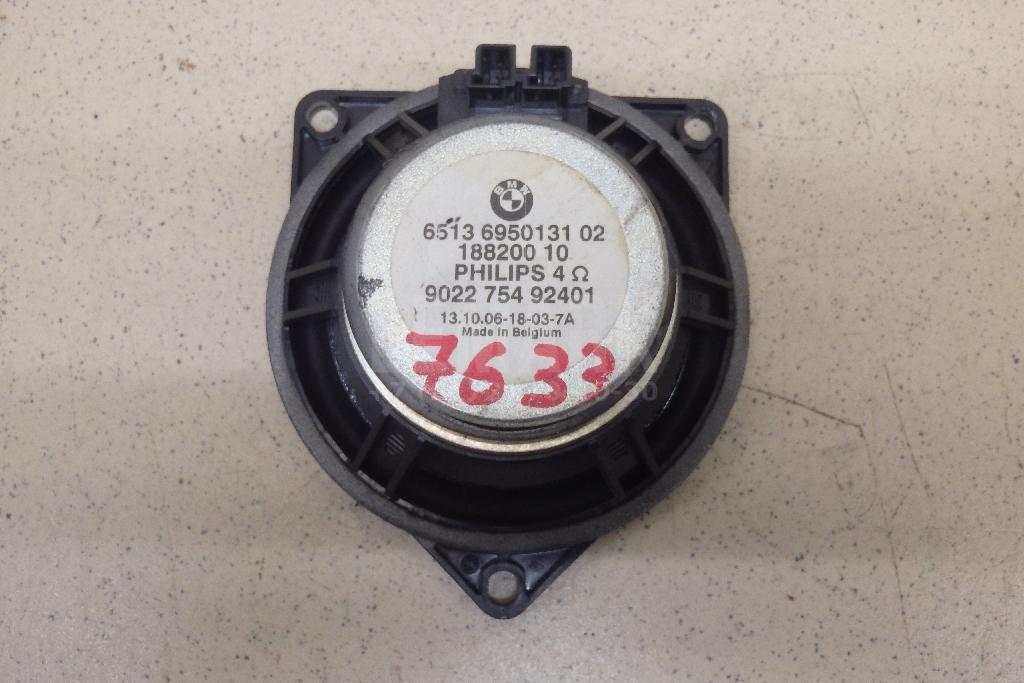 BMW
6513 6950131 02
188200 10
PHILIPS 4 Ω
9022 754 92401
13.10.06-18-03-7A
Made in Belgium
7633